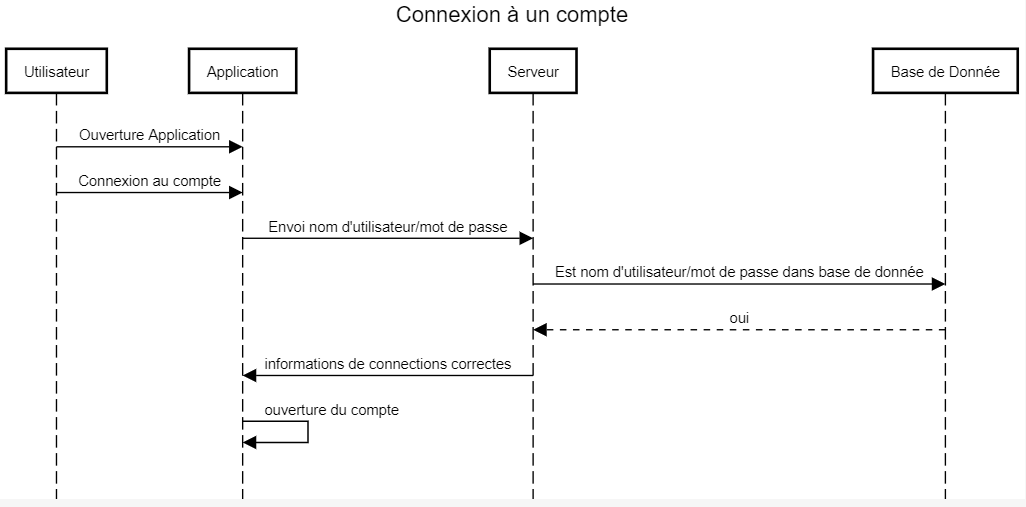 Connexion à un compte
Utilisateur
Application
Serveur
Base de Donnée
Ouverture Application
Connexion au compte
Envoi nom d'utilisateur/mot de passe
Est nom d'utilisateur/mot de passe dans base de donnée
oui
informations de connections correctes
ouverture du compte